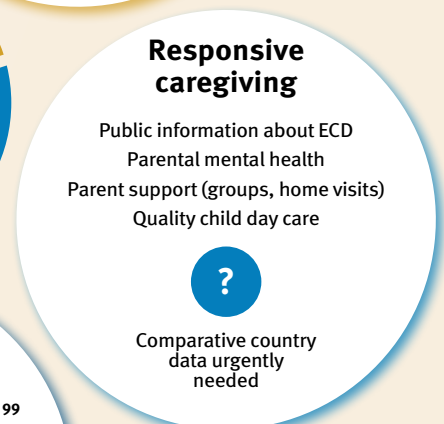 Responsive
caregiving
Public information about ECD
Parental mental health
Parent support (groups, home visits)
Quality child day care
?
Comparative country
data urgently
needed
99